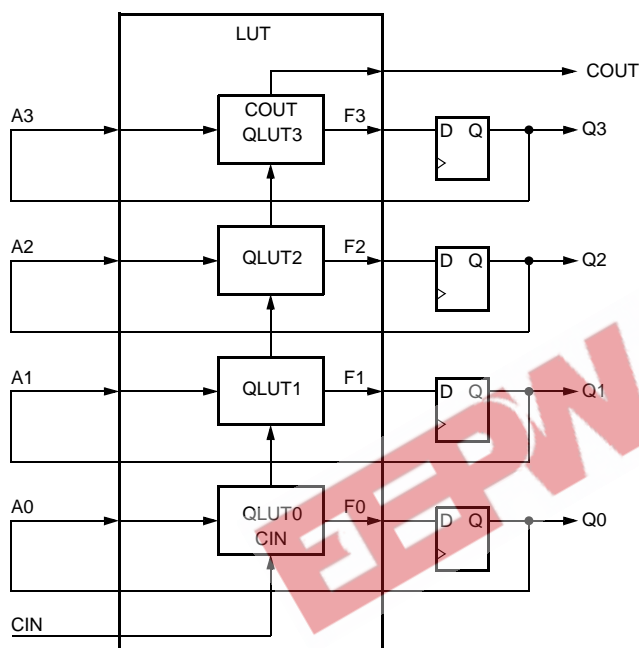 LUT
COUT
A3 COUT QLUT3 F3 D Q Q3
A2 QLUT2 F2 D Q Q2
A1 QLUT1 F1 D Q Q1
A0 QLUT0 CIN F0 D Q Q0
CIN
EEPW